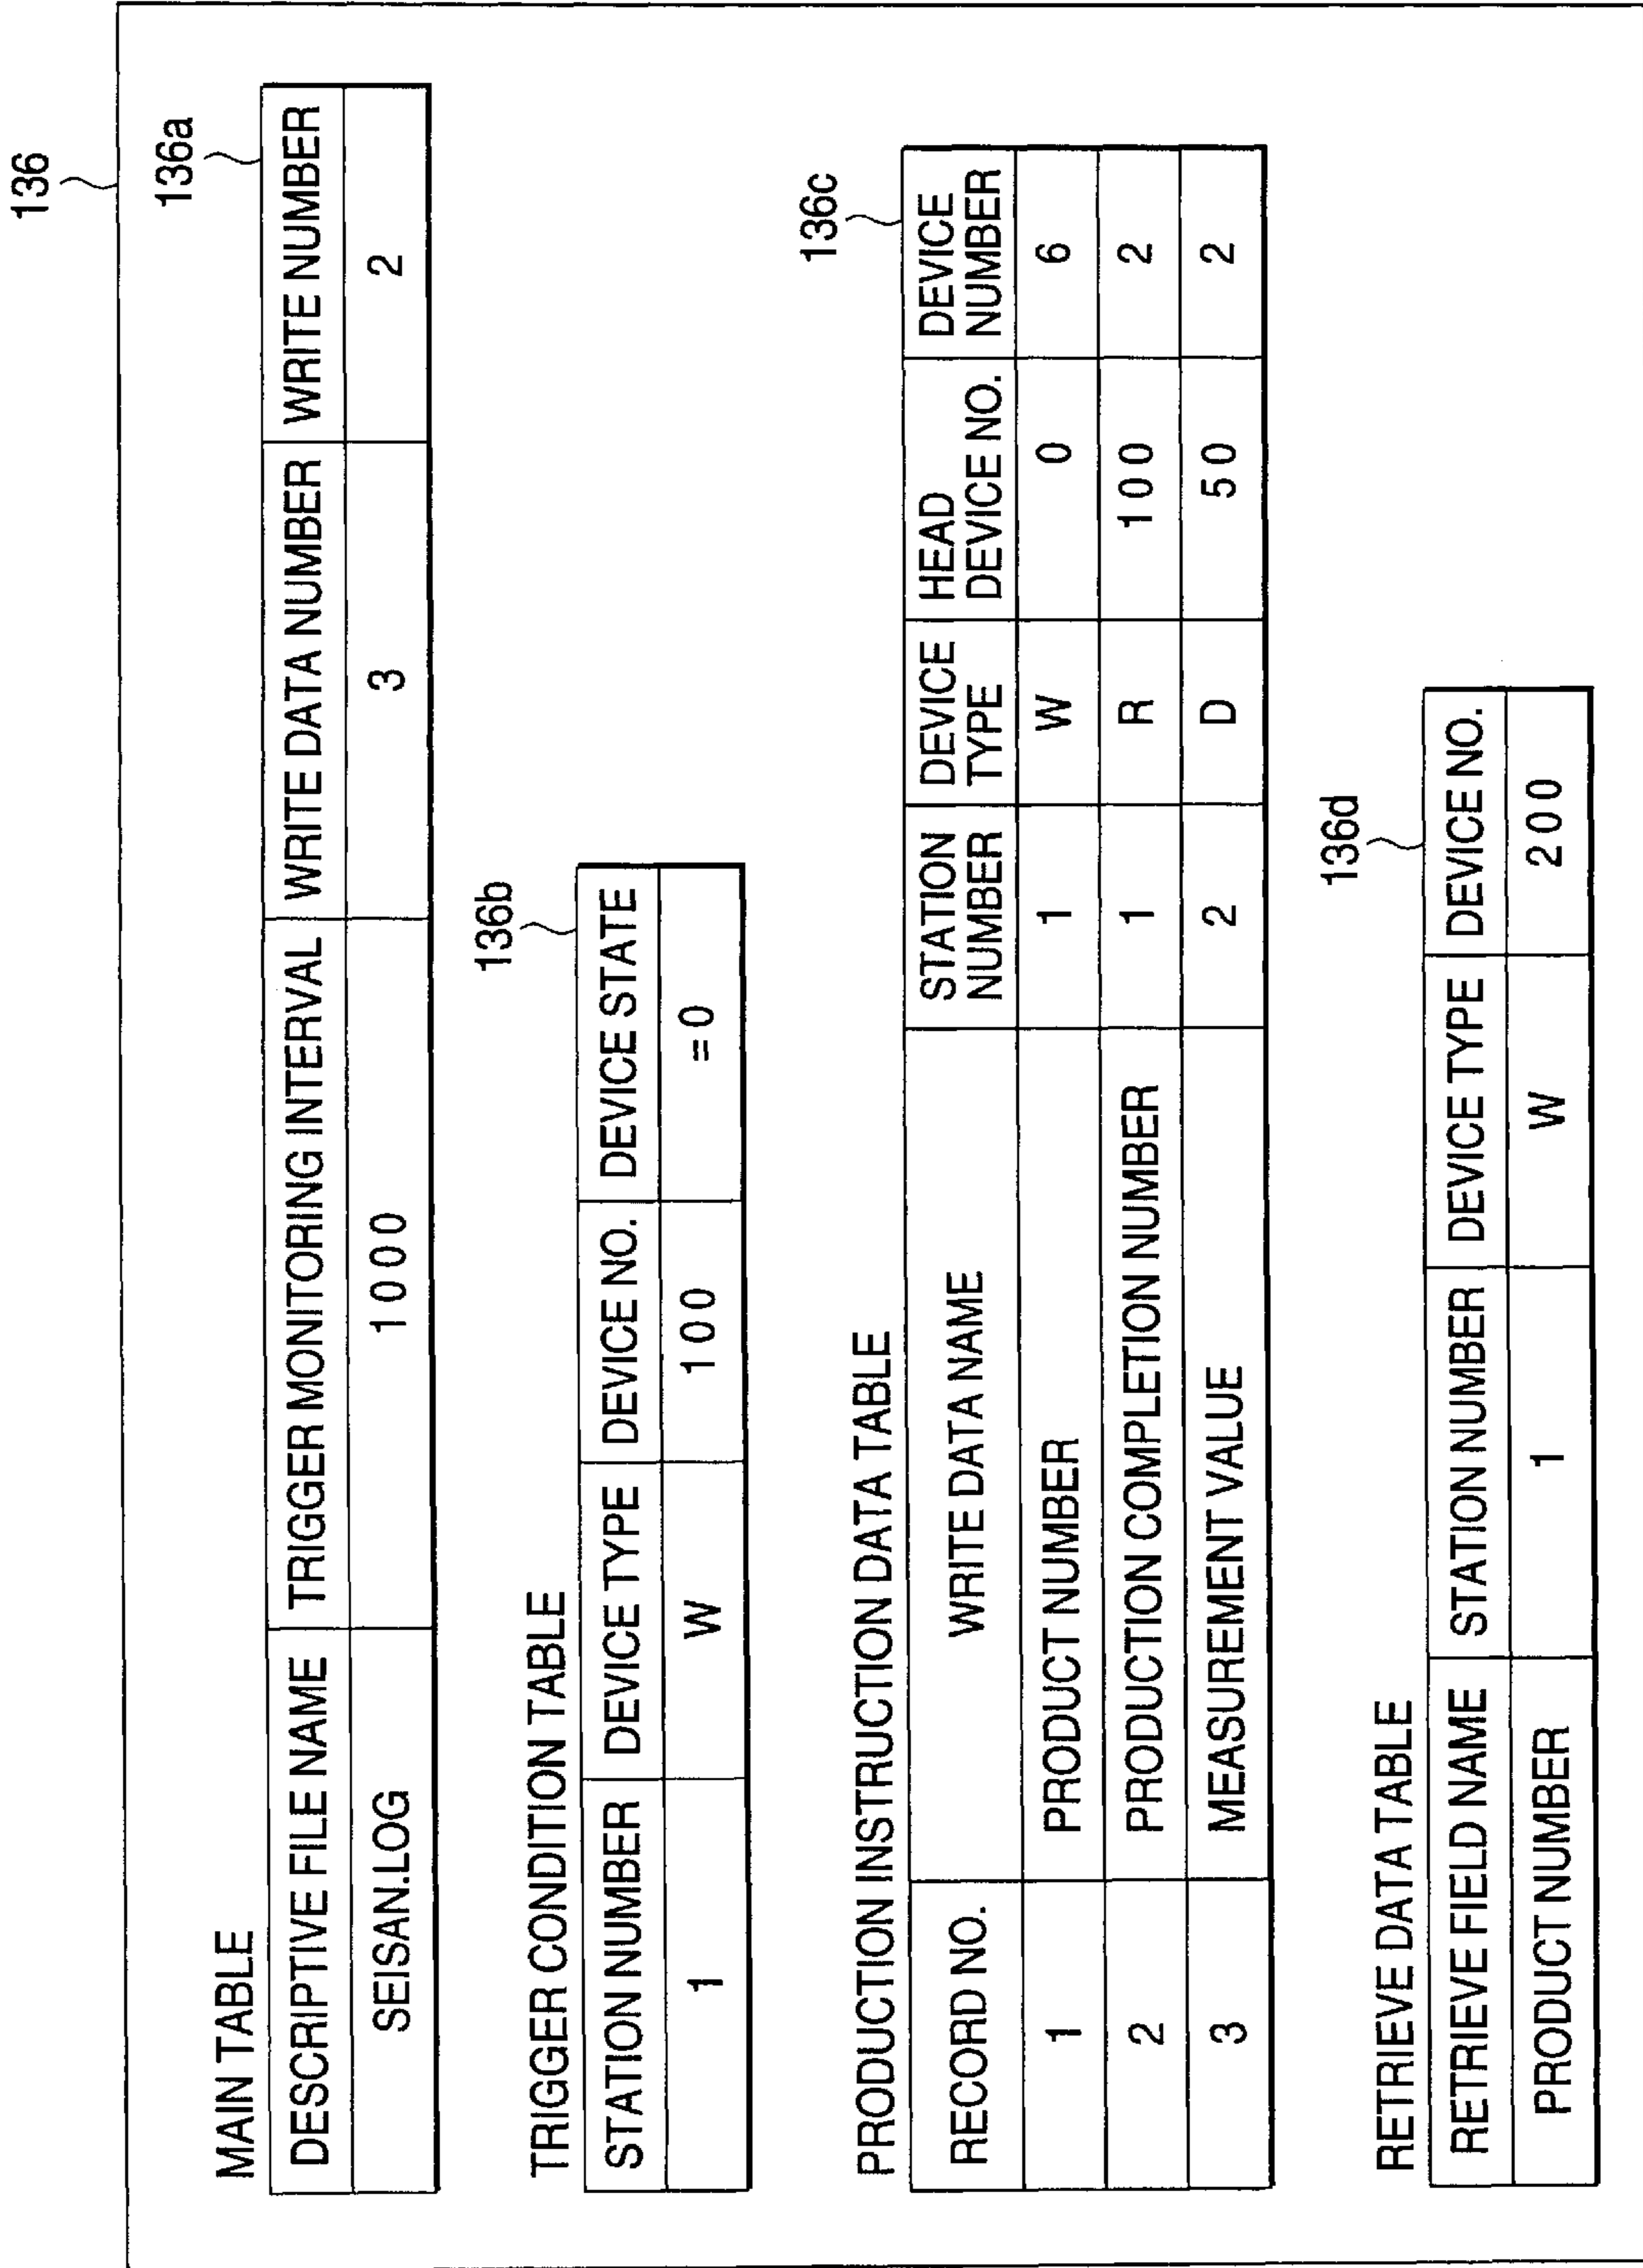 136
MAIN TABLE
136a
DESCRIPTIVE FILE NAME TRIGGER MONITORING INTERVAL WRITE DATA NUMBER WRITE NUMBER
SEISAN.LOG 1000 3 2
TRIGGER CONDITION TABLE
136b
STATION NUMBER DEVICE TYPE DEVICE NO. DEVICE STATE
1 W 100 =0
PRODUCTION INSTRUCTION DATA TABLE
136c
RECORD NO. WRITE DATA NAME STATION NUMBER DEVICE TYPE HEAD DEVICE NO. DEVICE NUMBER
1 PRODUCT NUMBER 1 W 0 6
2 PRODUCTION COMPLETION NUMBER 1 R 100 2
3 MEASUREMENT VALUE 2 D 50 2
RETRIEVE DATA TABLE
136d
RETRIEVE FIELD NAME STATION NUMBER DEVICE TYPE DEVICE NO.
PRODUCT NUMBER 1 W 200